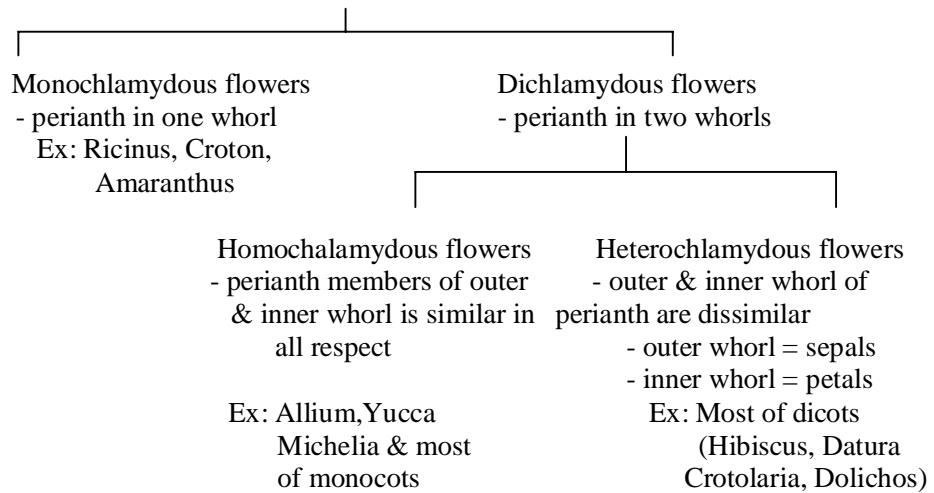 Monochlamydous flowers
- perianth in one whorl
Ex: Ricinus, Croton,
Amaranthus
Dichlamydous flowers
- perianth in two whorls
Homochalamydous flowers
- perianth members of outer
& inner whorl is similar in
all respect
Ex: Allium,Yucca
Michelia & most
of monocots
Heterochlamydous flowers
- outer & inner whorl of
perianth are dissimilar
- outer whorl = sepals
- inner whorl = petals
Ex: Most of dicots
(Hibiscus, Datura
Crotolaria, Dolichos)